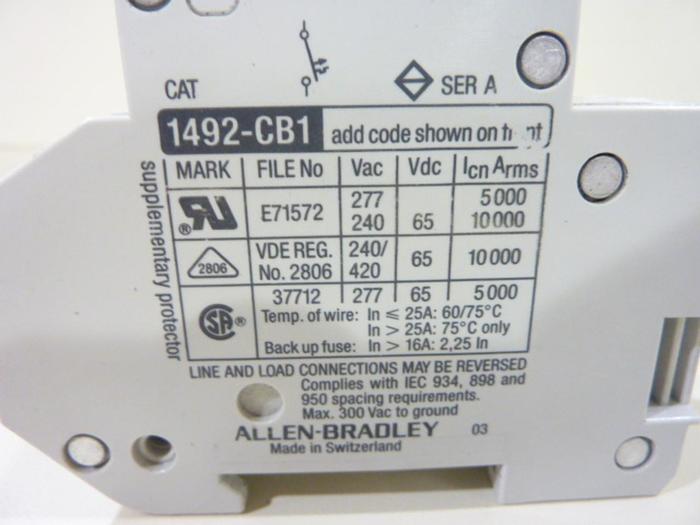 CAT SER A
1492-CB1 add code shown on
supplementary protector
MARK FILE No Vac Vdc Icn Arms
277 5000
E71572 240 65 10000
VDE REG. 240/ 65 10000
2806 No. 2806 420
37712 277 65 5000
Temp. of wire: In ≤ 25A: 60/75°C
In > 25A: 75°C only
Back up fuse: In > 16A: 2,25 In
LINE AND LOAD CONNECTIONS MAY BE REVERSED
Complies with IEC 934, 898 and
950 spacing requirements.
Max. 300 Vac to ground
ALLEN-BRADLEY 03
Made in Switzerland